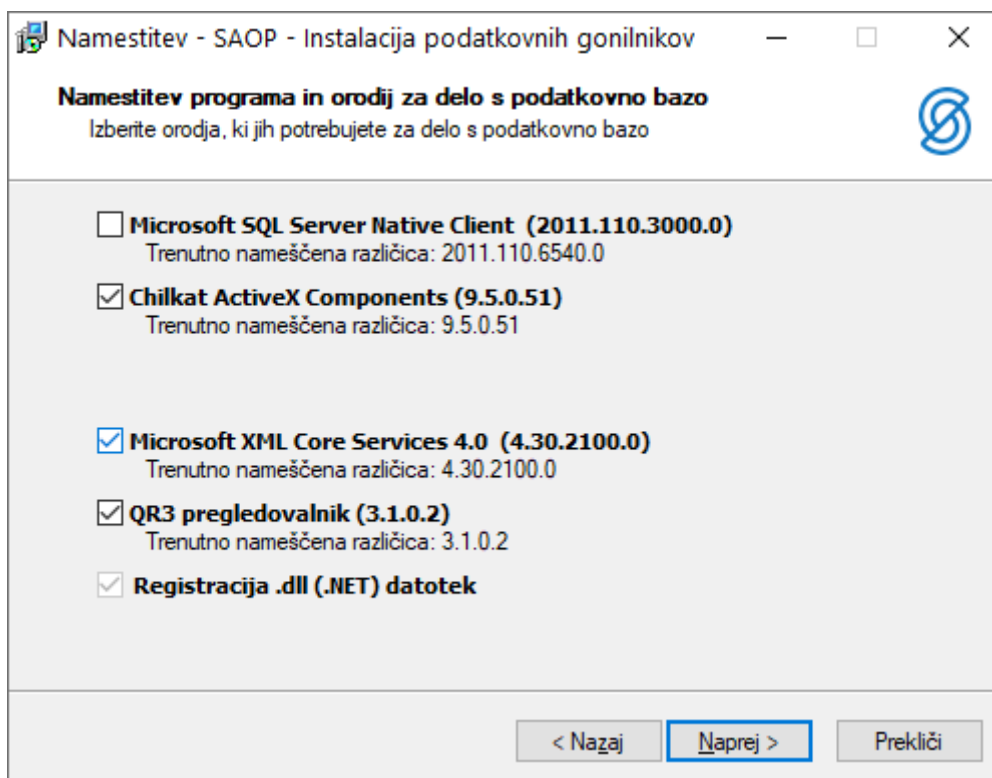 Namestitev - SAOP - Instalacija podatkovnih gonilnikov
Namestitev programa in orodij za delo s podatkovno bazo
Izberite orodja, ki jih potrebujete za delo s podatkovno bazo
Microsoft SQL Server Native Client (2011.110.3000.0)
Trenutno nameščena različica: 2011.110.6540.0
Chilkat ActiveX Components (9.5.0.51)
Trenutno nameščena različica: 9.5.0.51
Microsoft XML Core Services 4.0 (4.30.2100.0)
Trenutno nameščena različica: 4.30.2100.0
QR3 pregledovalnik (3.1.0.2)
Trenutno nameščena različica: 3.1.0.2
Registracija .dll (.NET) datotek
< Nazaj Naprej > Prekliči